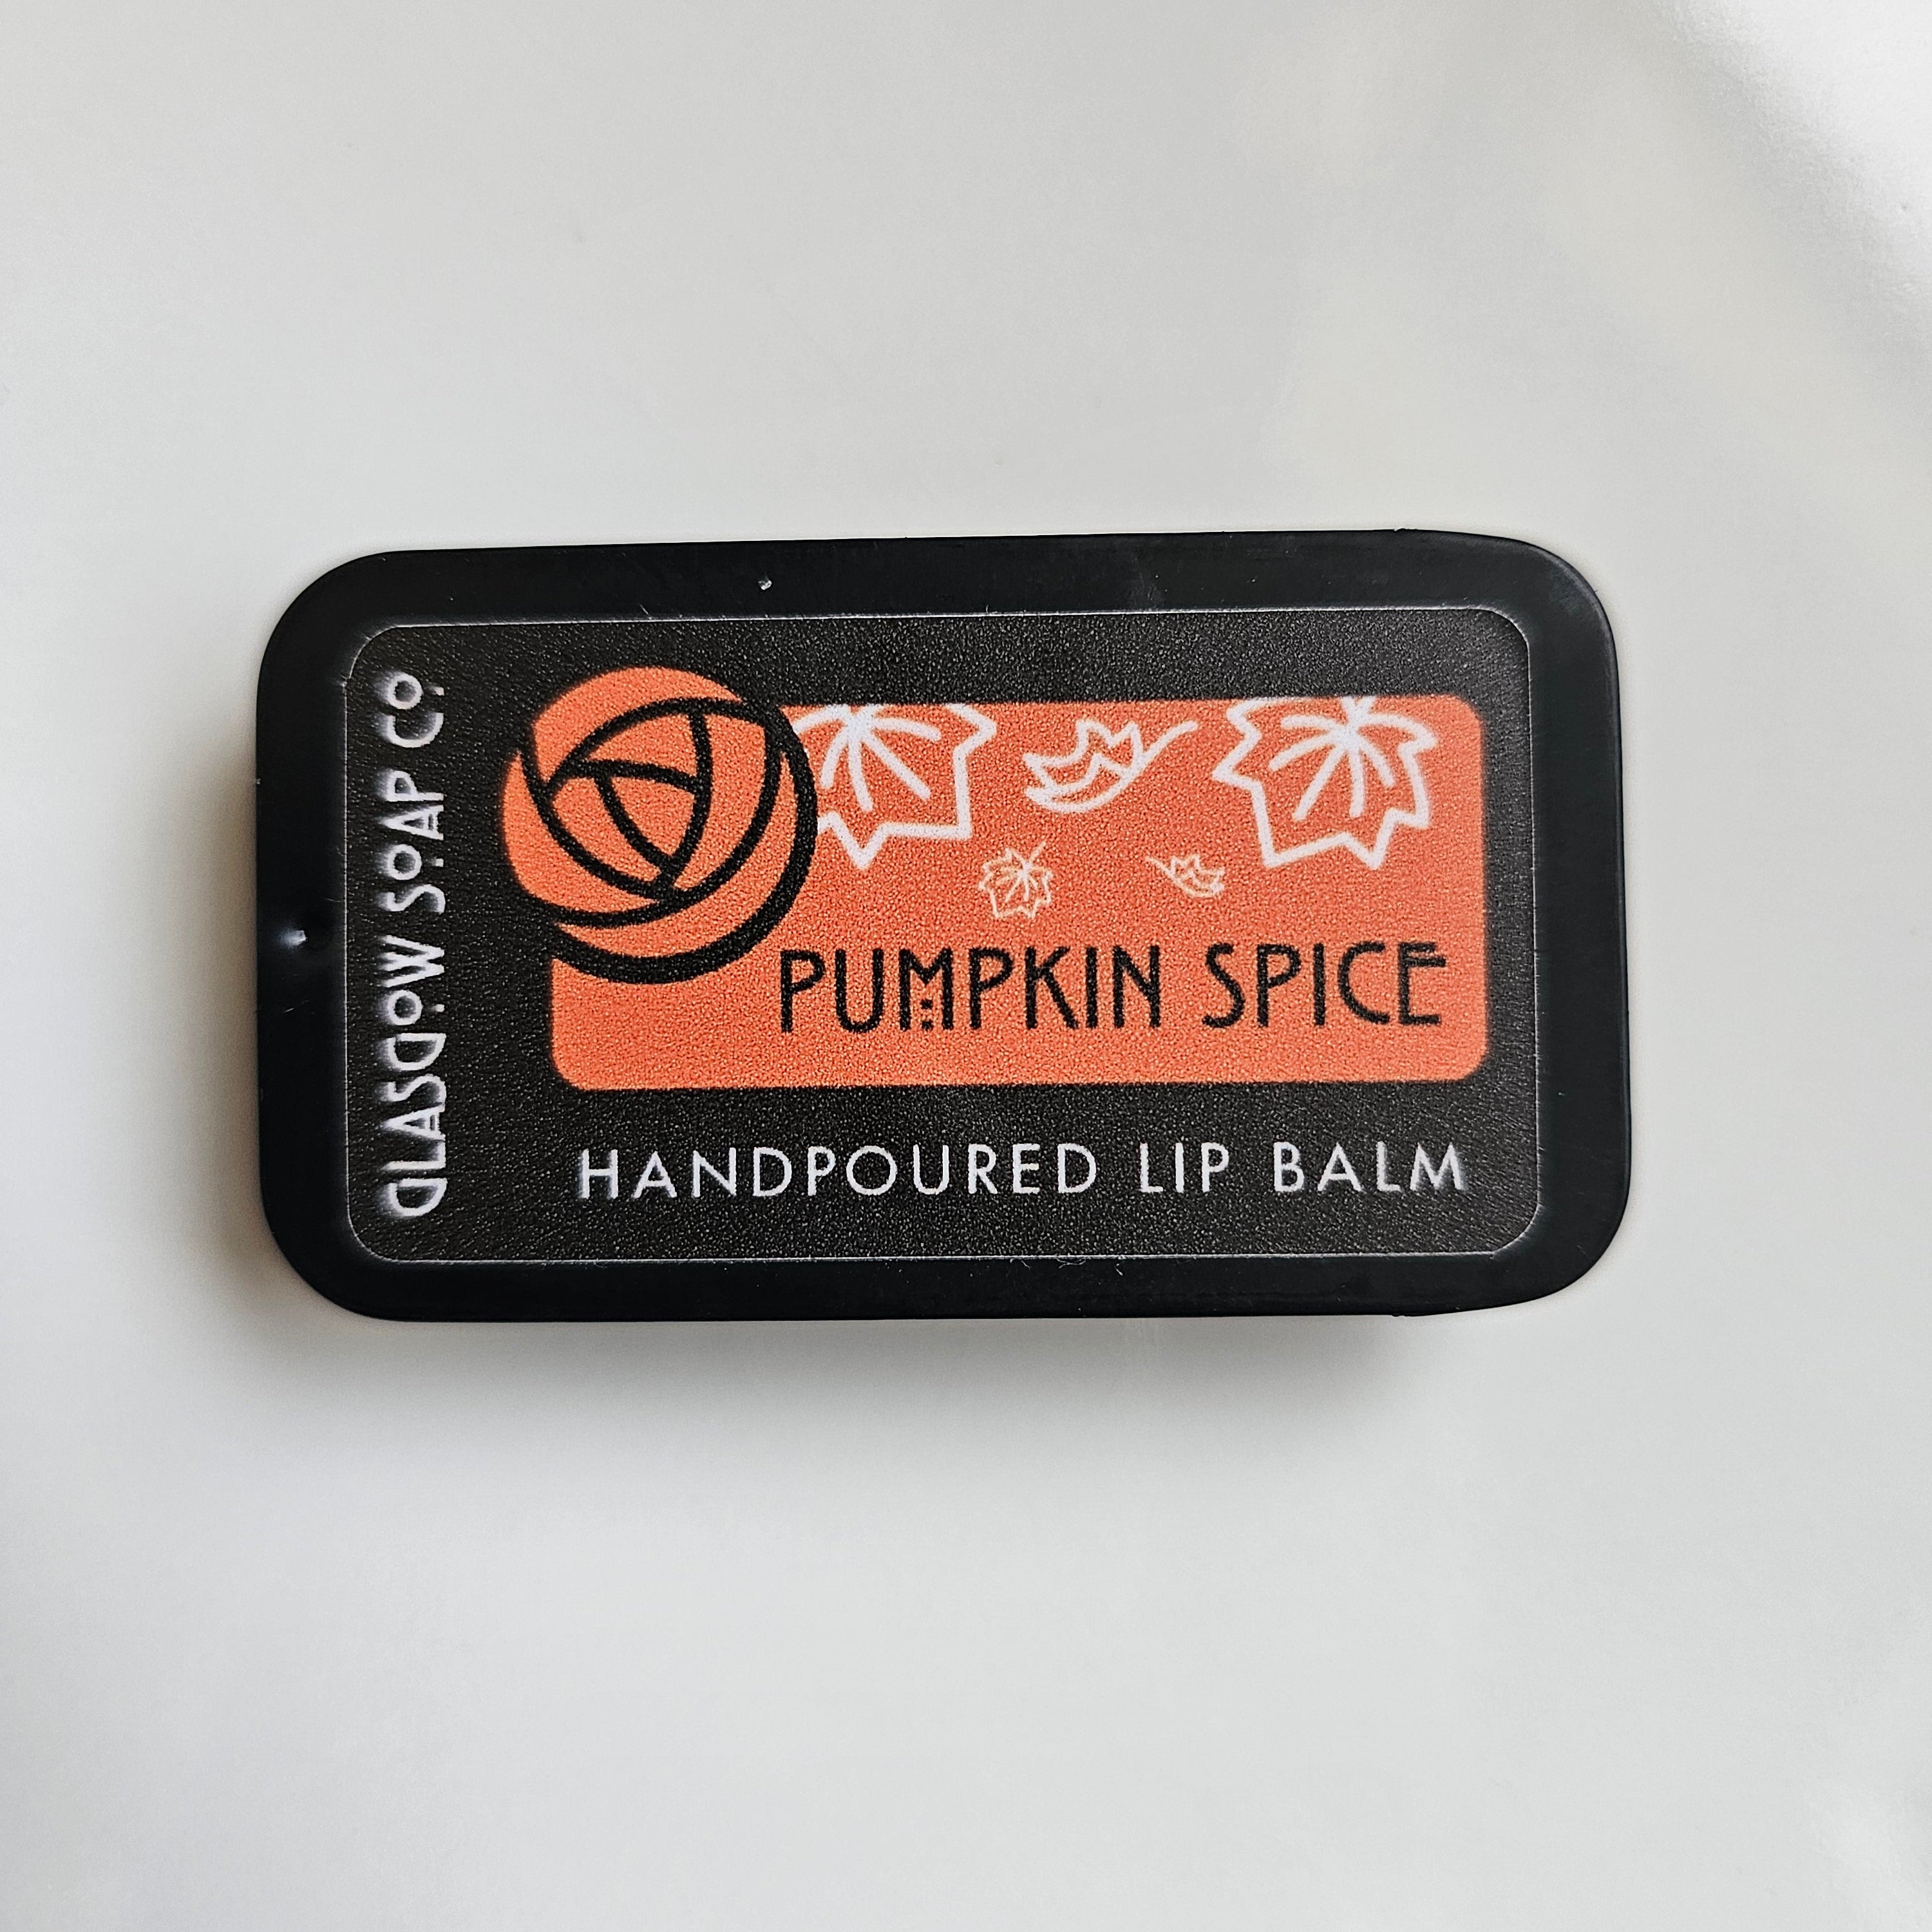 GLASGOW SOAP CO.
PUMPKIN SPICE
HANDPOURED LIP BALM